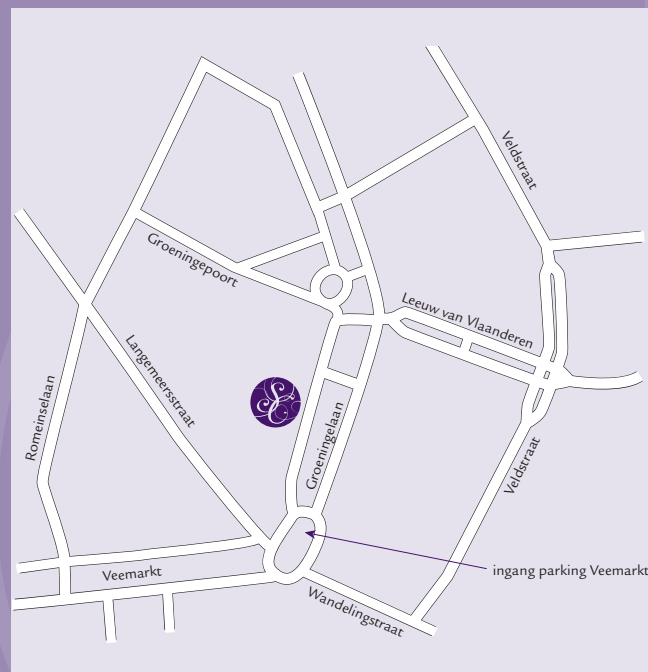 Veldstraat
Groeningepoort
Leeuw van Vlaanderen
Langemeersstraat
Romeinselaan
Groeningelaan
Veldstraat
ingang parking Veemarkt
Veemarkt
Wandelingstraat